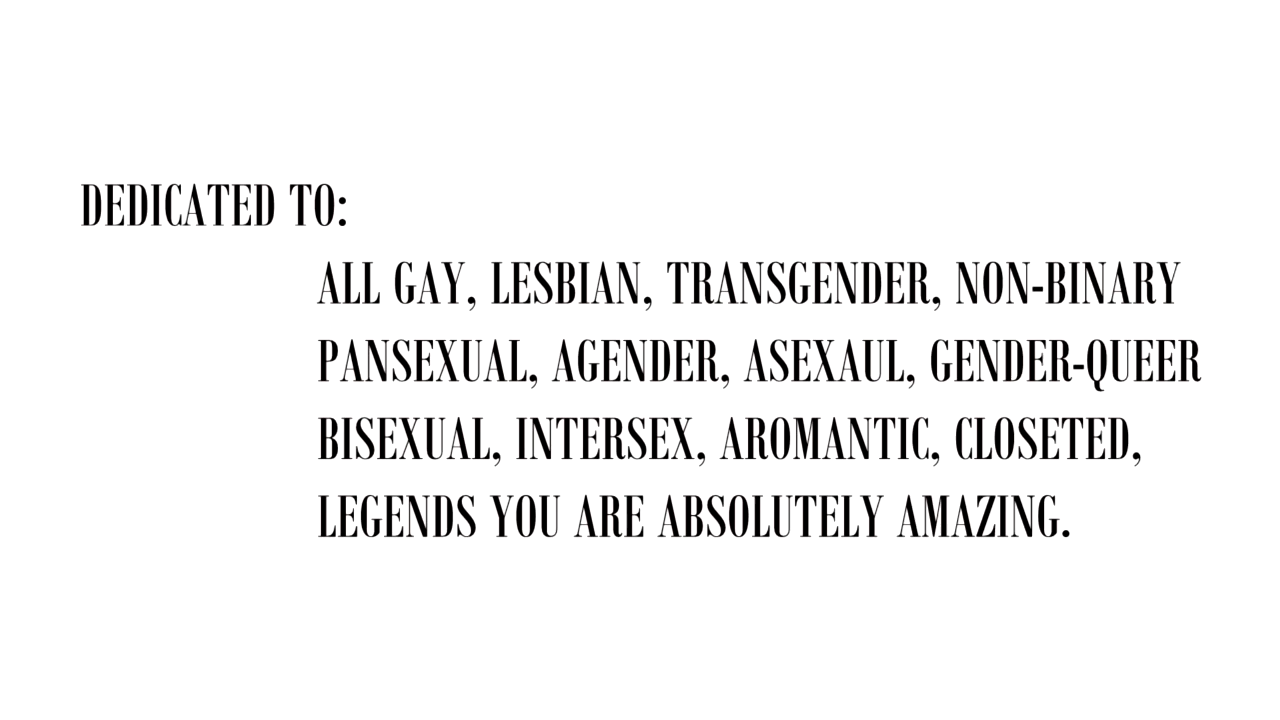 DEDICATED TO:
ALL GAY, LESBIAN, TRANSGENDER, NON-BINARY
PANSEXUAL, AGENDER, ASEXAUL, GENDER-QUEER
BISEXUAL, INTERSEX, AROMANTIC, CLOSETED,
LEGENDS YOU ARE ABSOLUTELY AMAZING.